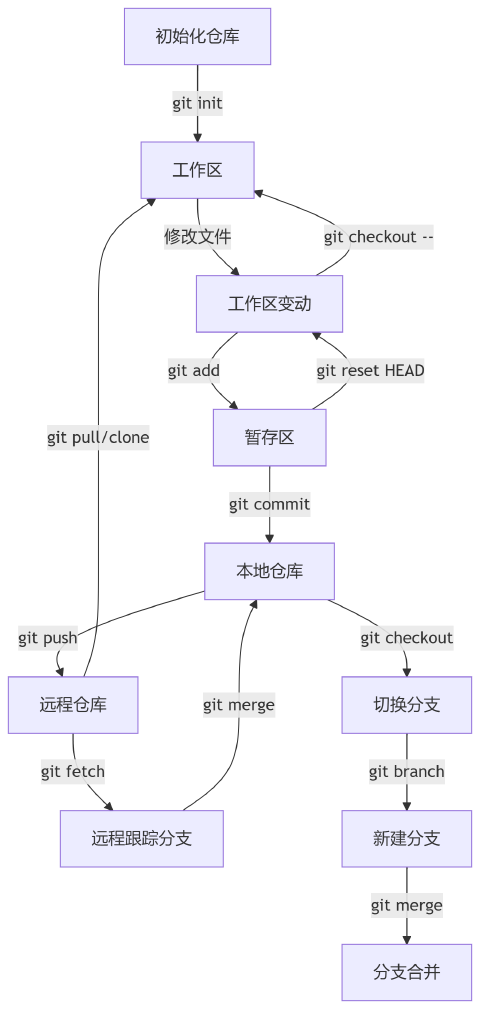 初始化仓库
git init
工作区
修改文件
git checkout --
工作区变动
git add
git reset HEAD
暂存区
git pull/clone
git commit
本地仓库
git push
git checkout
远程仓库
git merge
切换分支
git fetch
git branch
远程跟踪分支
新建分支
git merge
分支合并